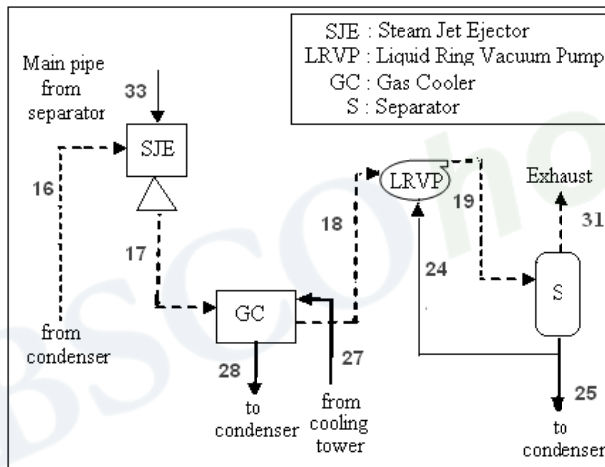 SJE : Steam Jet Ejector
LRVP : Liquid Ring Vacuum Pump
GC : Gas Cooler
S : Separator
Main pipe
from
separator
33
SJE
16
17
from
condenser
GC
28
to
condenser
27
from
cooling
tower
18
LRVP
19
24
Exhaust
31
S
25
to
condenser
BSCOho